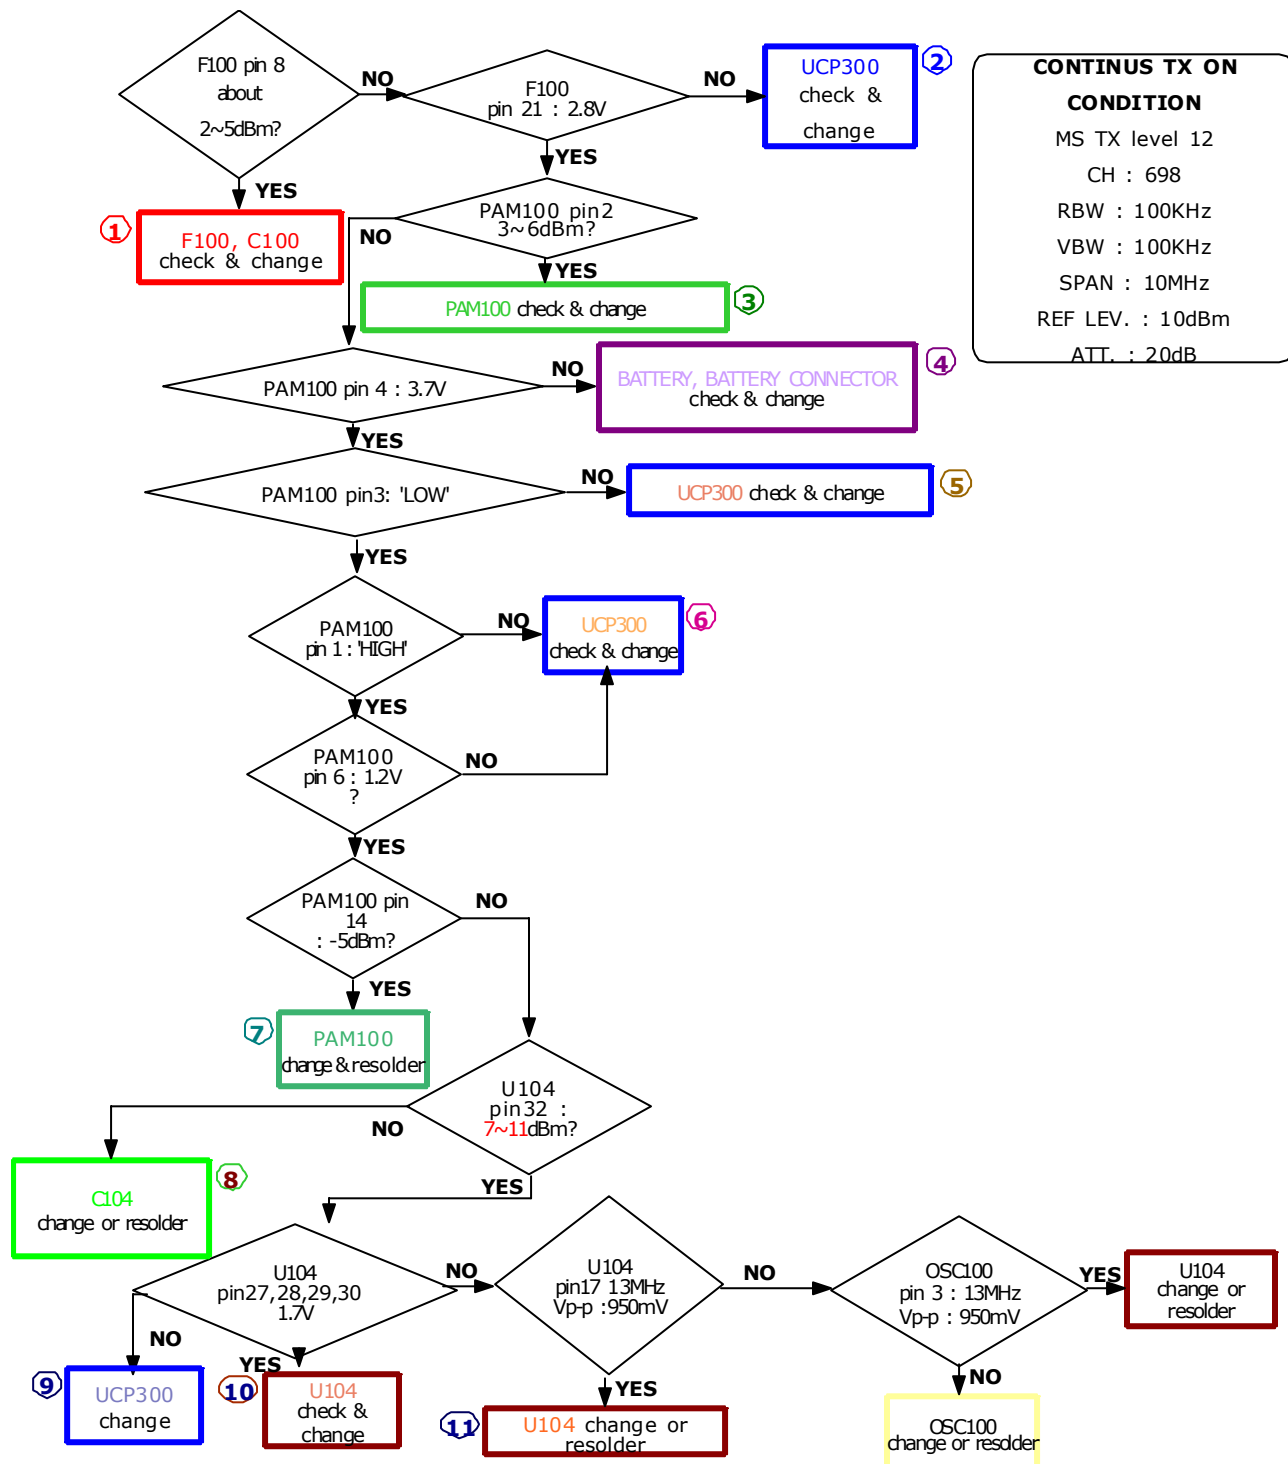 F100 pin 8
about
2~5dBm?
NO
F100
pin 21 : 2.8V
NO
UCP300
check &
change
2
CONTINUS TX ON
CONDITION
MS TX level 12
CH : 698
RBW : 100KHz
VBW : 100KHz
SPAN : 10MHz
REF LEV. : 10dBm
ATT. : 20dB
YES
YES
1
F100, C100
check & change
NO
PAM100 pin2
3~6dBm?
YES
PAM100 check & change
3
PAM100 pin 4 : 3.7V
NO
BATTERY, BATTERY CONNECTOR
check & change
4
YES
PAM100 pin3: 'LOW'
NO
UCP300 check & change
5
YES
PAM100
pin 1 : 'HIGH'
NO
UCP300
check & change
6
YES
PAM100
pin 6 : 1.2V
?
NO
YES
PAM100 pin
14
: -5dBm?
NO
YES
7
PAM100
change & resolder
U104
pin32 :
7~11dBm?
NO
YES
C104
change or resolder
8
U104
pin27,28,29,30
1.7V
NO
U104
pin17 13MHz
Vp-p : 950mV
NO
OSC100
pin 3 : 13MHz
Vp-p : 950mV
YES
U104
change or
resolder
NO
YES
YES
NO
9
UCP300
change
10
U104
check &
change
11
U104 change or
resolder
OSC100
change or resolder